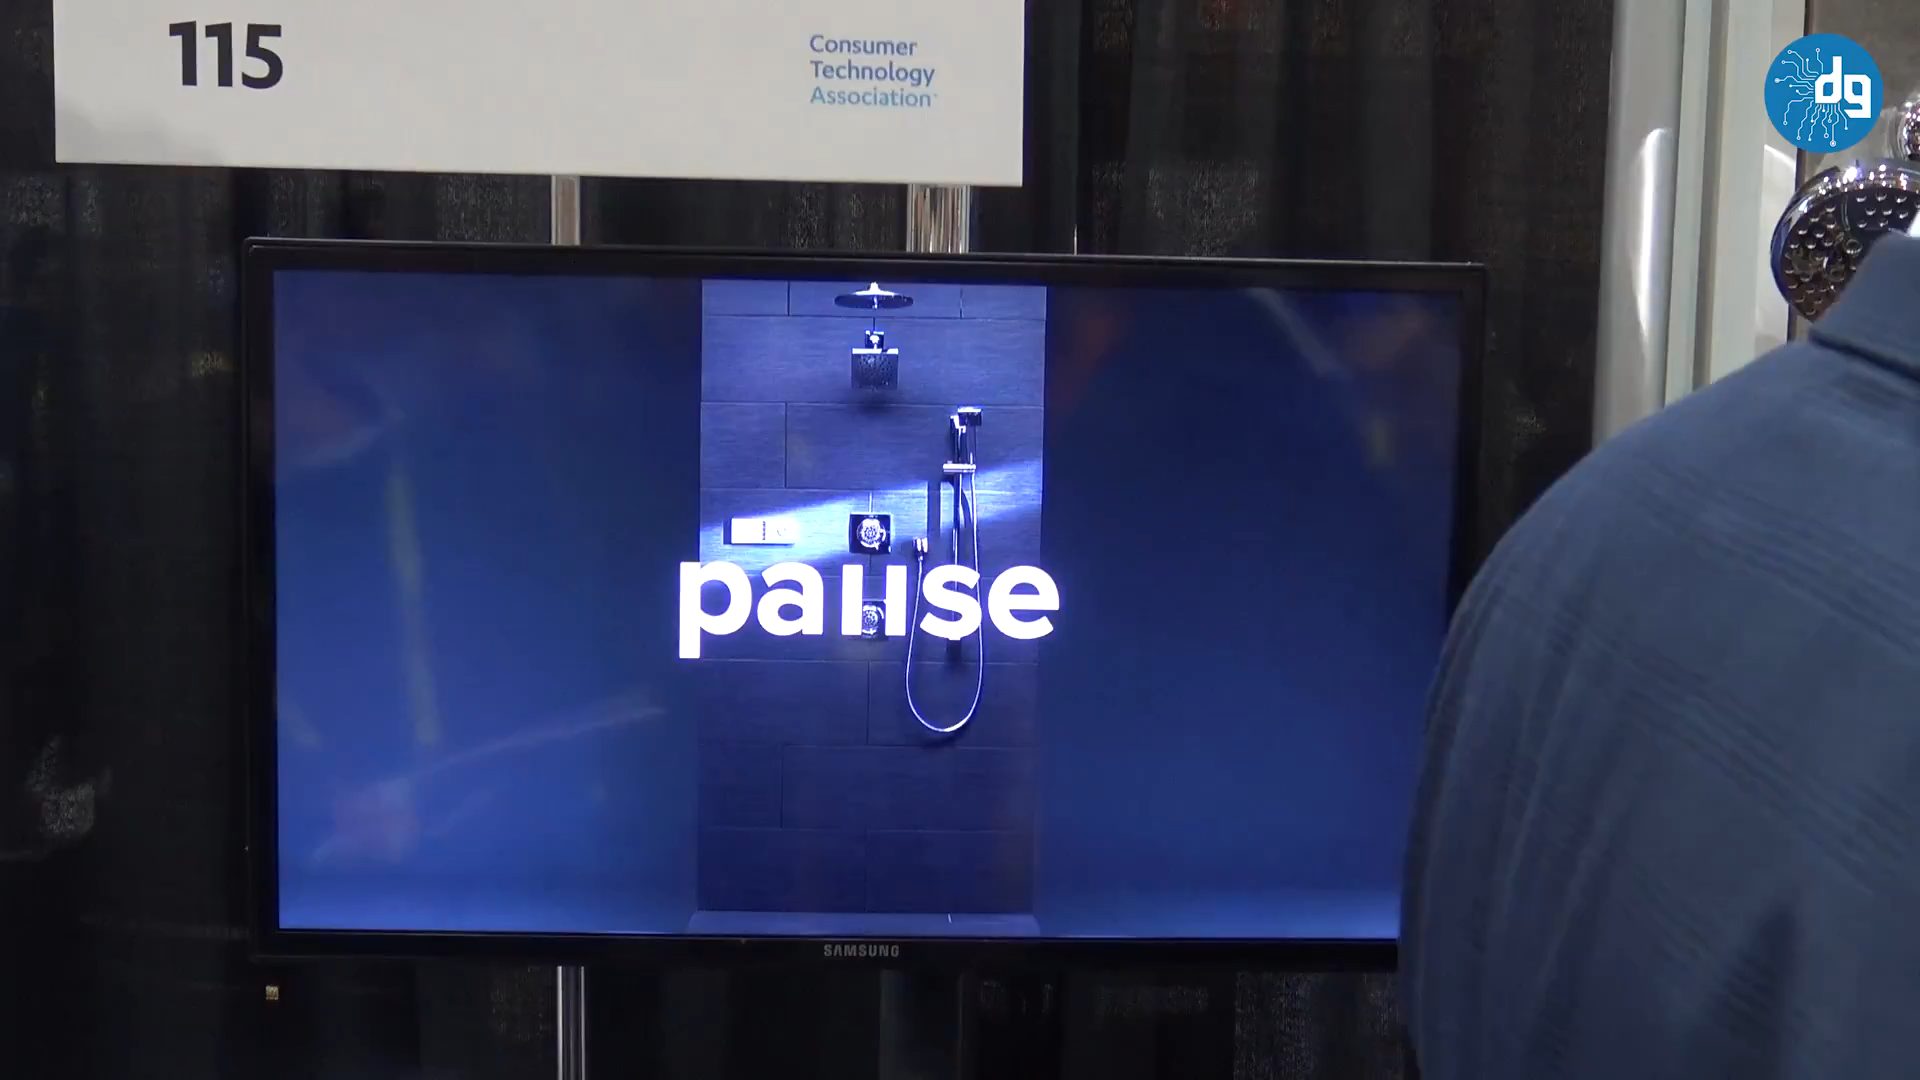 115
Consumer
Technology
Association
dg
pause
SAMSUNG